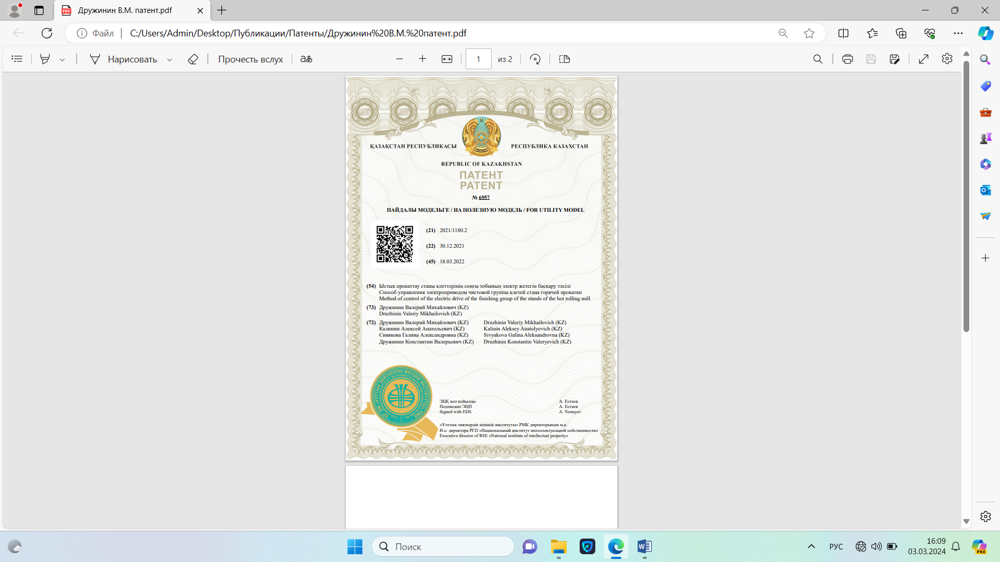 Дружинин В.М. патент.pdf
Файл
C:/Users/Admin/Desktop/Публикации/Патенты/Дружинин%20В.М.%20патент.pdf
Нарисовать
Прочесть вслух
1 из 2
ҚАЗАҚСТАН РЕСПУБЛИКАСЫ
РЕСПУБЛИКА КАЗАХСТАН
REPUBLIC OF KAZAKHSTAN
ПАТЕНТ
PATENT
№ 6957
ПАЙДАЛЫ МОДЕЛЬГЕ / НА ПОЛЕЗНУЮ МОДЕЛЬ / FOR UTILITY MODEL
(21) 2021/1180.2
(22) 30.12.2021
(45) 18.03.2022
(54) Ыстық прокаттау станы клеттерінің соңғы тобының электр жетегін басқару тәсілі
Способ управления электроприводом чистовой группы клетей стана горячей прокатки
Method of control of the electric drive of the finishing group of the stands of the hot rolling mill
(73) Дружинин Валерий Михайлович (KZ)
Druzhinin Valeriy Mikhailovich (KZ)
(72) Дружинин Валерий Михайлович (KZ) Druzhinin Valeriy Mikhailovich (KZ)
Калинин Алексей Анатольевич (KZ) Kalinin Aleksey Anatolyevich (KZ)
Сивякова Галина Александровна (KZ) Sivyakova Galina Aleksandrovna (KZ)
Дружинин Константин Валерьевич (KZ) Druzhinin Konstantin Valeryevich (KZ)
ЭЦҚ қол қойылды А. Естаев
Подписано ЭЦП А. Естаев
Signed with EDS A. Yestayev
«Ұлттық зияткерлік меншік институты» РМК директорының м.а.
И.о. директора РГП «Национальный институт интеллектуальной собственности»
Executive director of RSE «National institute of intellectual property»
Поиск
РУС
16:09
03.03.2024
PRE